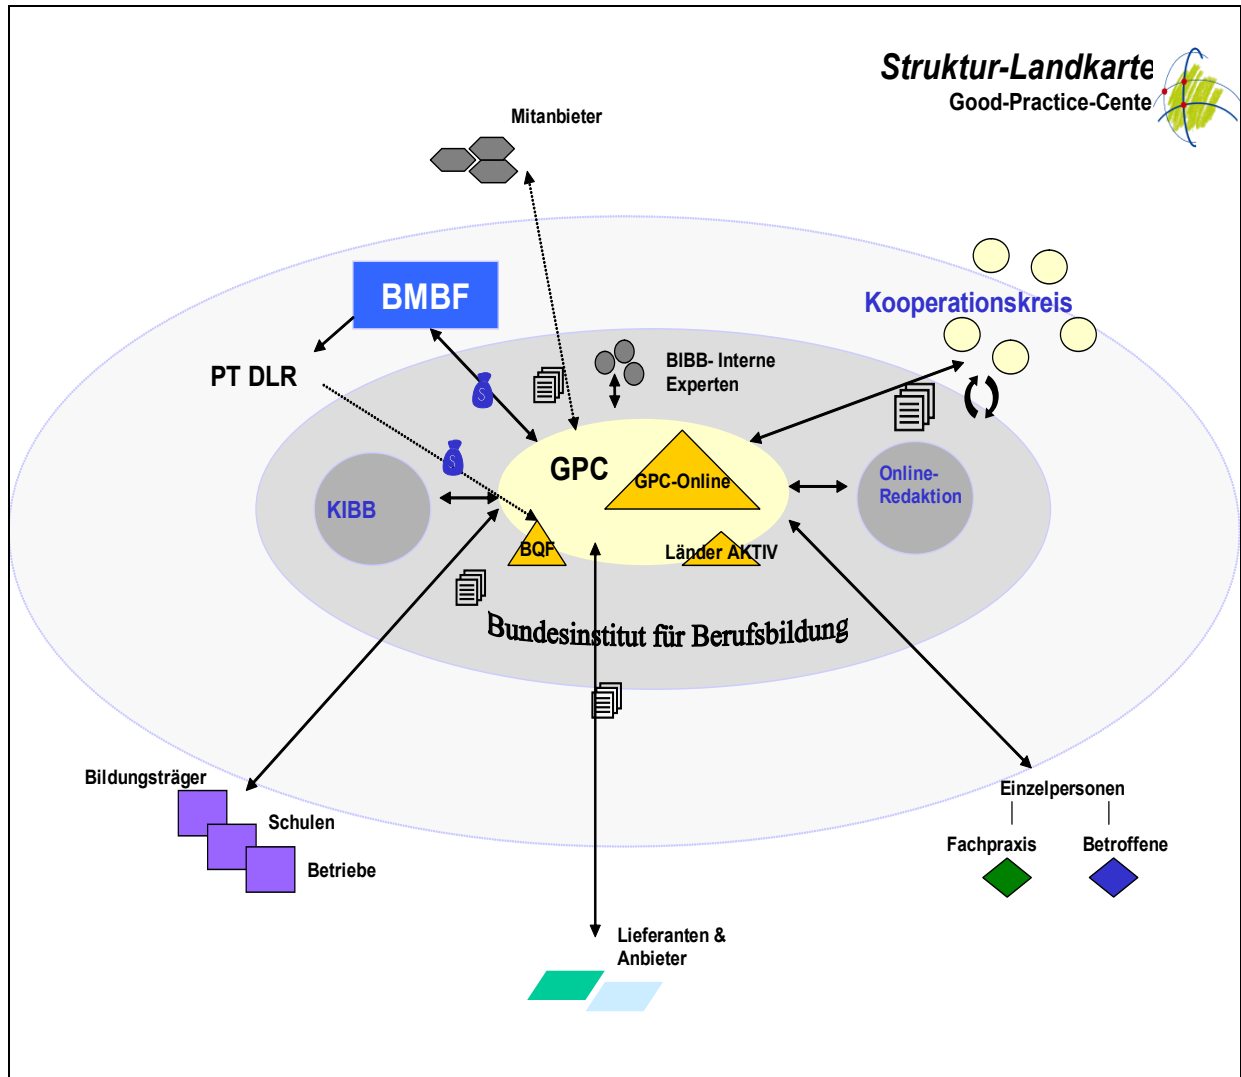 Struktur-Landkarte
Good-Practice-Cente
Mitanbieter
BMBF
Kooperationskreis
PT DLR
BIBB- Interne
Experten
GPC
GPC-Online
KIBB
Online-
Redaktion
BQF
Länder AKTIV
Bundesinstitut für Berufsbildung
Bildungsträger
Schulen
Betriebe
Einzelpersonen
Fachpraxis
Betroffene
Lieferanten &
Anbieter